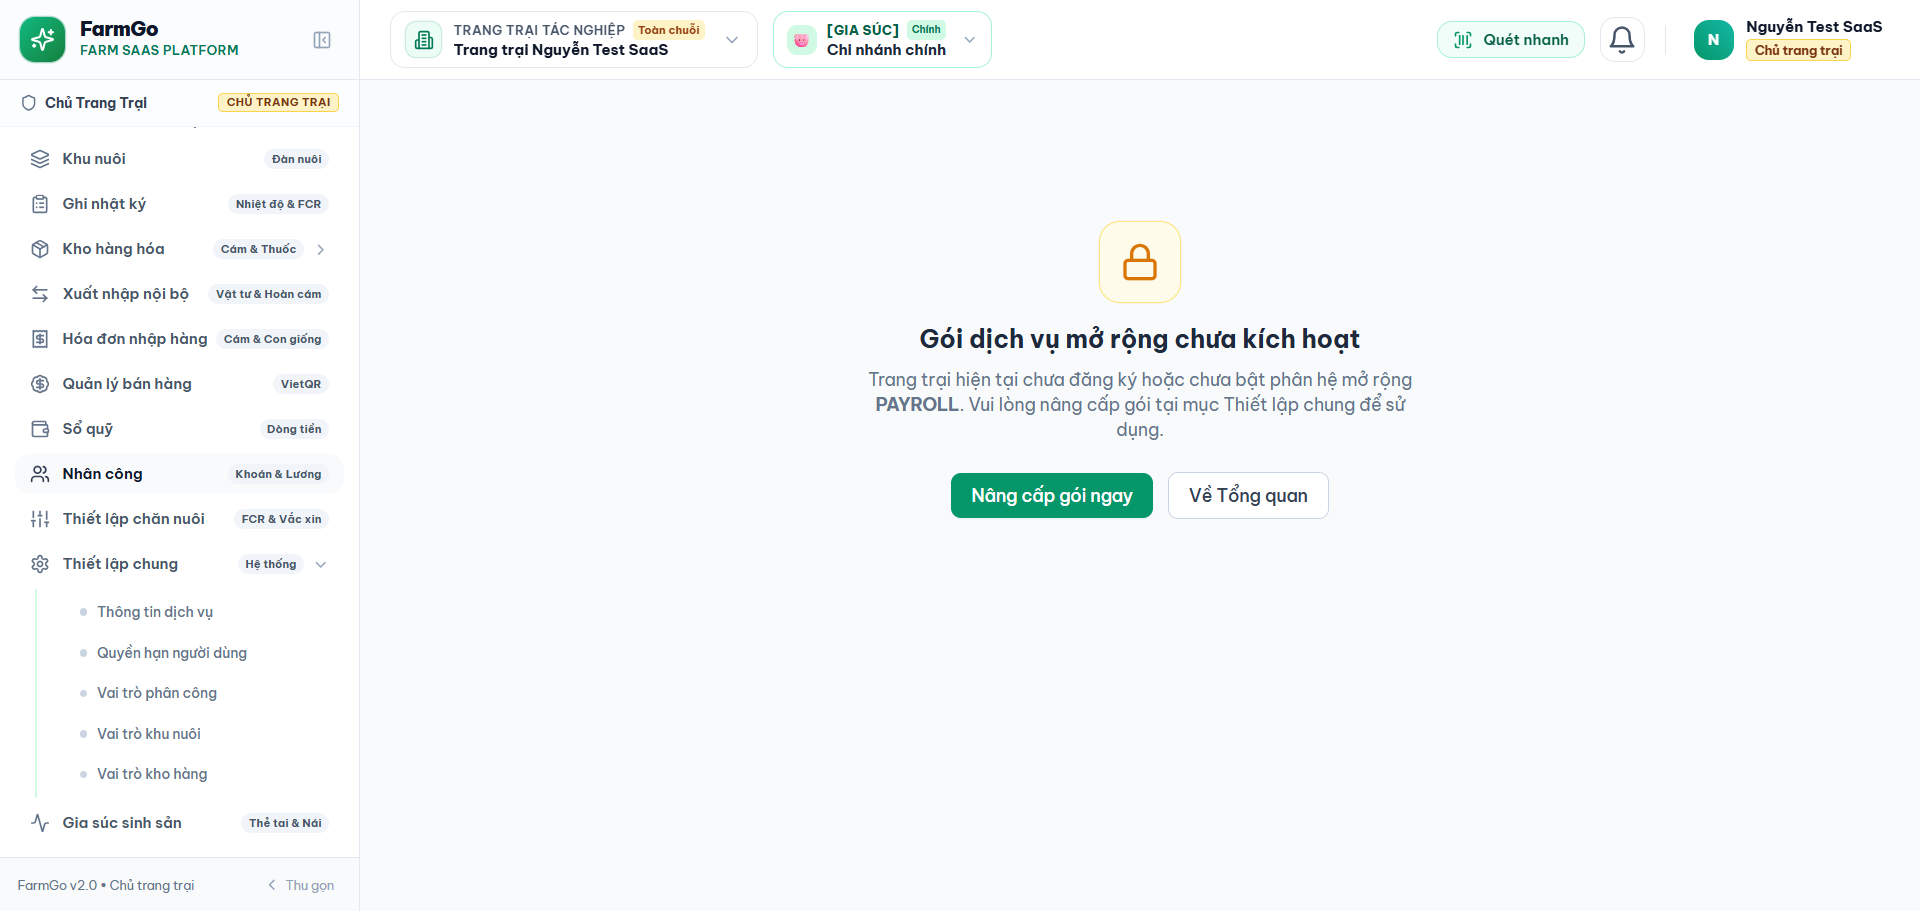 FarmGo
FARM SAAS PLATFORM
TRANG TRẠI TÁC NGHIỆP Toàn chuỗi
Trang trại Nguyễn Test SaaS
[GIA SÚC] Chính
Chi nhánh chính
Quét nhanh
N
Nguyễn Test SaaS
Chủ trang trại
Chủ Trang Trại CHỦ TRANG TRẠI
Khu nuôi Đàn nuôi
Ghi nhật ký Nhiệt độ & FCR
Kho hàng hóa Cám & Thuốc
Xuất nhập nội bộ Vật tư & Hoàn cám
Hóa đơn nhập hàng Cám & Con giống
Quản lý bán hàng VietQR
Sổ quỹ Dòng tiền
Nhân công Khoán & Lương
Thiết lập chăn nuôi FCR & Vắc xin
Thiết lập chung Hệ thống
Thông tin dịch vụ
Quyền hạn người dùng
Vai trò phân công
Vai trò khu nuôi
Vai trò kho hàng
Gia súc sinh sản Thẻ tai & Nái
FarmGo v2.0 • Chủ trang trại Thu gọn
Gói dịch vụ mở rộng chưa kích hoạt
Trang trại hiện tại chưa đăng ký hoặc chưa bật phân hệ mở rộng
PAYROLL. Vui lòng nâng cấp gói tại mục Thiết lập chung để sử
dụng.
Nâng cấp gói ngay Về Tổng quan